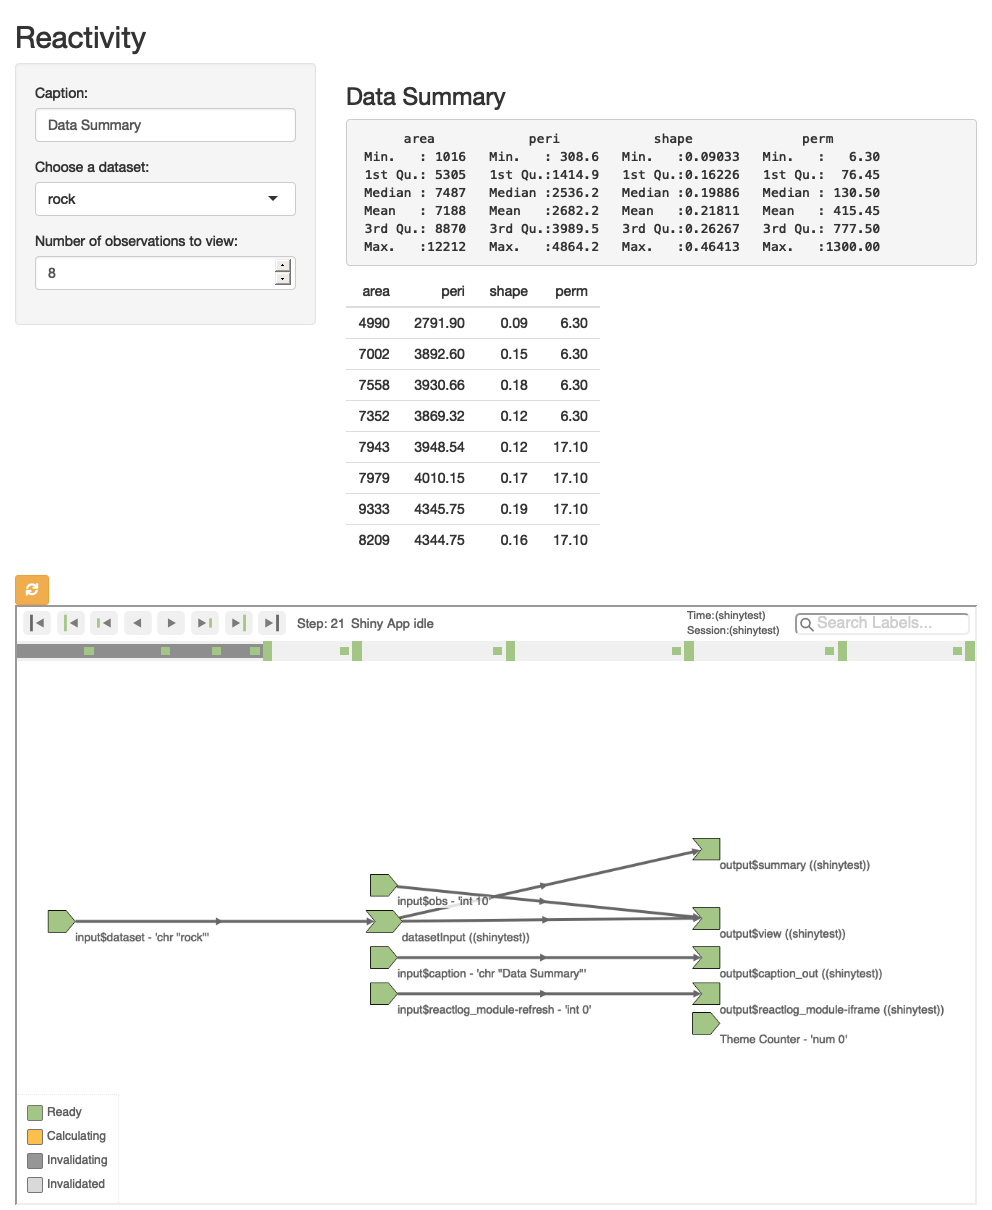 Reactivity
Caption:
Data Summary
Choose a dataset:
rock
Number of observations to view:
8
Data Summary
area peri shape perm
Min. : 1016 Min. : 308.6 Min. :0.09033 Min. : 6.30
1st Qu.: 5305 1st Qu.:1414.9 1st Qu.:0.16226 1st Qu.: 76.45
Median : 7487 Median :2536.2 Median :0.19886 Median : 130.50
Mean : 7188 Mean :2682.2 Mean :0.21811 Mean : 415.45
3rd Qu.: 8870 3rd Qu.:3989.5 3rd Qu.:0.26267 3rd Qu.: 777.50
Max. :12212 Max. :4864.2 Max. :0.46413 Max. :1300.00
area peri shape perm
4990 2791.90 0.09 6.30
7002 3892.60 0.15 6.30
7558 3930.66 0.18 6.30
7352 3869.32 0.12 6.30
7943 3948.54 0.12 17.10
7979 4010.15 0.17 17.10
9333 4345.75 0.19 17.10
8209 4344.75 0.16 17.10
Step: 21 Shiny App idle
Time:(shinytest)
Session:(shinytest)
Search Labels...
output$summary ((shinytest))
input$obs - 'int 10'
output$view ((shinytest))
input$dataset - 'chr "rock"'
datasetInput ((shinytest))
input$caption - 'chr "Data Summary"'
output$caption_out ((shinytest))
input$reactlog_module-refresh - 'int 0'
output$reactlog_module-iframe ((shinytest))
Theme Counter - 'num 0'
Ready
Calculating
Invalidating
Invalidated